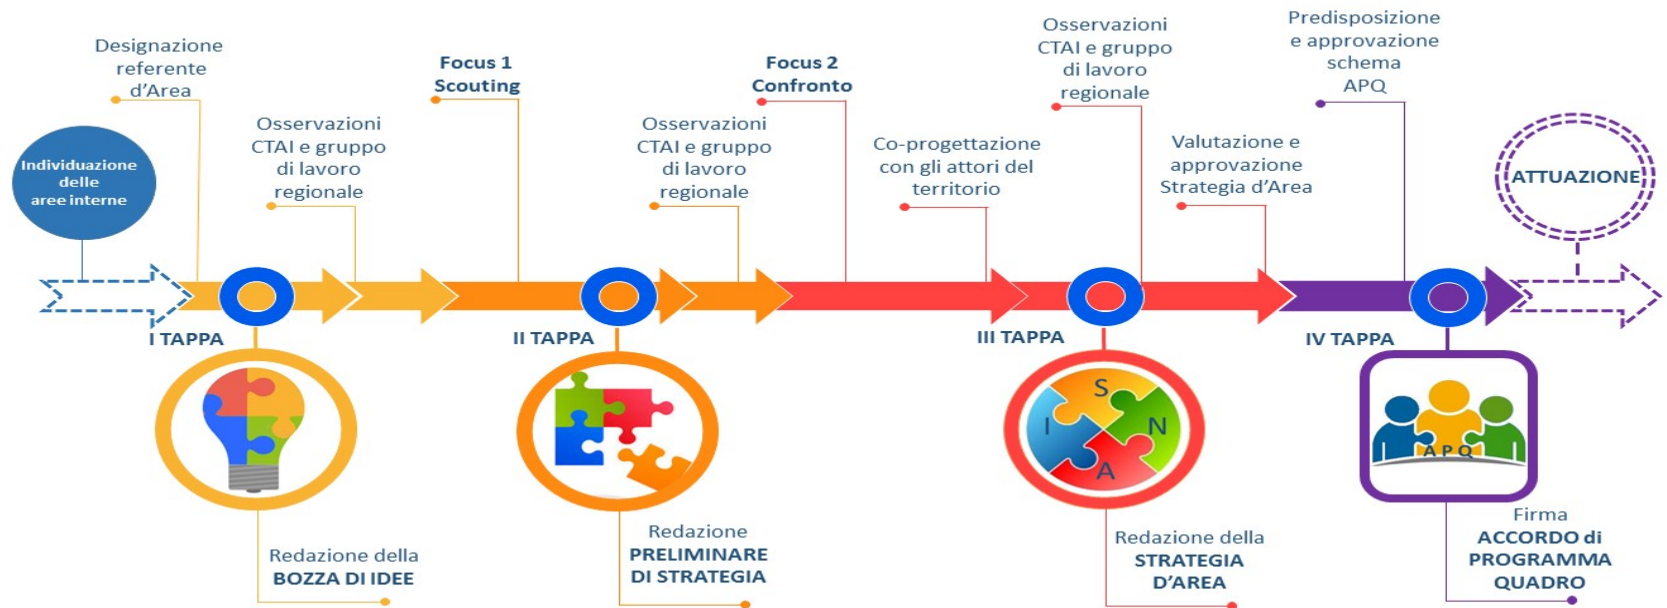 Individuazione
delle
aree interne
Designazione
referente
d'Area
Osservazioni
CTAI e gruppo
di lavoro
regionale
Focus 1
Scouting
Osservazioni
CTAI e gruppo
di lavoro
regionale
Focus 2
Confronto
Co-progettazione
con gli attori del
territorio
Osservazioni
CTAI e gruppo
di lavoro
regionale
Valutazione e
approvazione
Strategia d'Area
Predisposizione
e approvazione
schema
APQ
ATTUAZIONE
I TAPPA
II TAPPA
III TAPPA
IV TAPPA
S
I
N
A
A P Q
Redazione della
BOZZA DI IDEE
Redazione
PRELIMINARE
DI STRATEGIA
Redazione della
STRATEGIA
D'AREA
Firma
ACCORDO di
PROGRAMMA
QUADRO